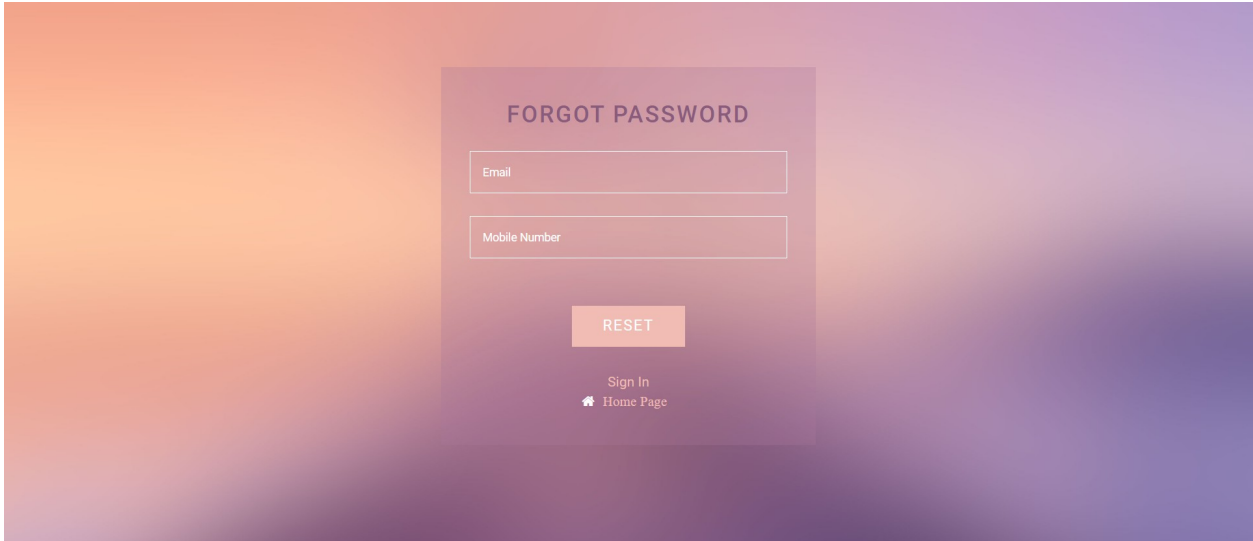 FORGOT PASSWORD
Email
Mobile Number
RESET
Sign In
Home Page